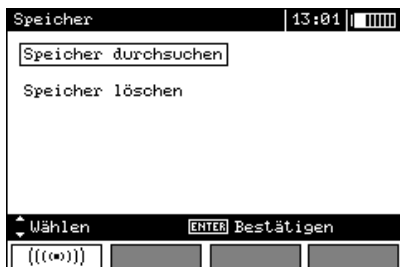 Speicher 13:01
Speicher durchsuchen
Speicher löschen
Wählen ENTER Bestätigen
(((•)))